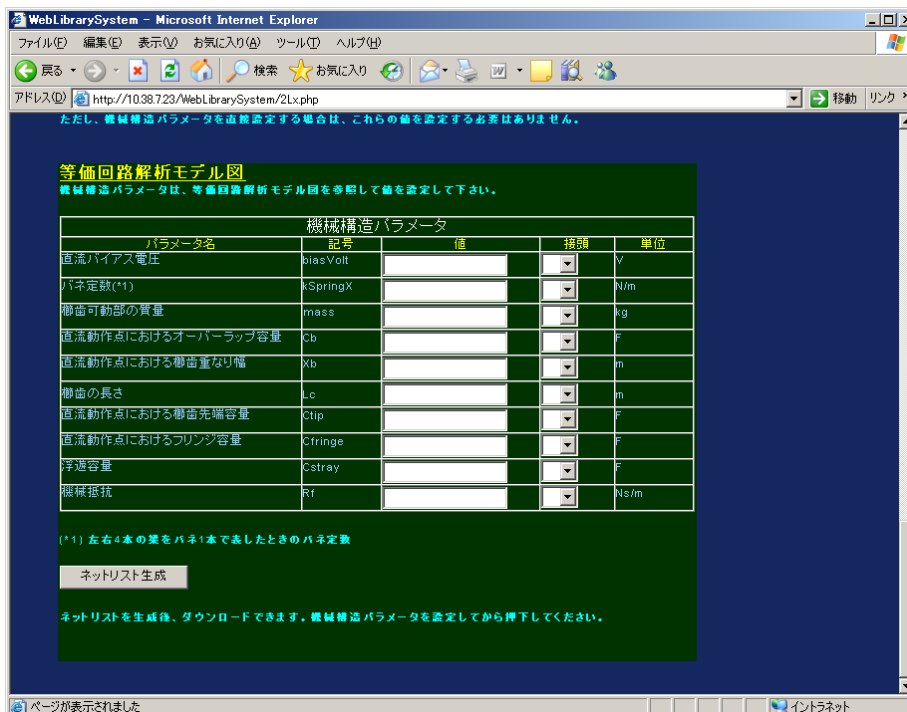 WebLibrarySystem - Microsoft Internet Explorer
ファイル(F) 編集(E) 表示(V) お気に入り(A) ツール(T) ヘルプ(H)
戻る 検索 お気に入り
アドレス(D) http://10.38.7.23/WebLibrarySystem/2Lx.php 移動 リンク
ただし、機械構造パラメータを直接設定する場合は、これらの値を設定する必要はありません。
等価回路解析モデル図
機械構造パラメータは、等価回路解析モデル図を参照して値を設定して下さい。
機械構造パラメータ
パラメータ名 記号 値 接頭 単位
直流バイアス電圧 biasVolt V
バネ定数(*1) kSpringX N/m
櫛歯可動部の質量 mass kg
直流動作点におけるオーバーラップ容量 Cb F
直流動作点における櫛歯重なり幅 Xb m
櫛歯の長さ Lc m
直流動作点における櫛歯先端容量 Ctip F
直流動作点におけるフリンジ容量 Cfringe F
浮遊容量 Cstray F
機械抵抗 Rf Ns/m
(*1) 左右4本の梁をバネ1本で表したときのバネ定数
ネットリスト生成
ネットリストを生成後、ダウンロードできます。機械構造パラメータを設定してから押下してください。
ページが表示されました イントラネット